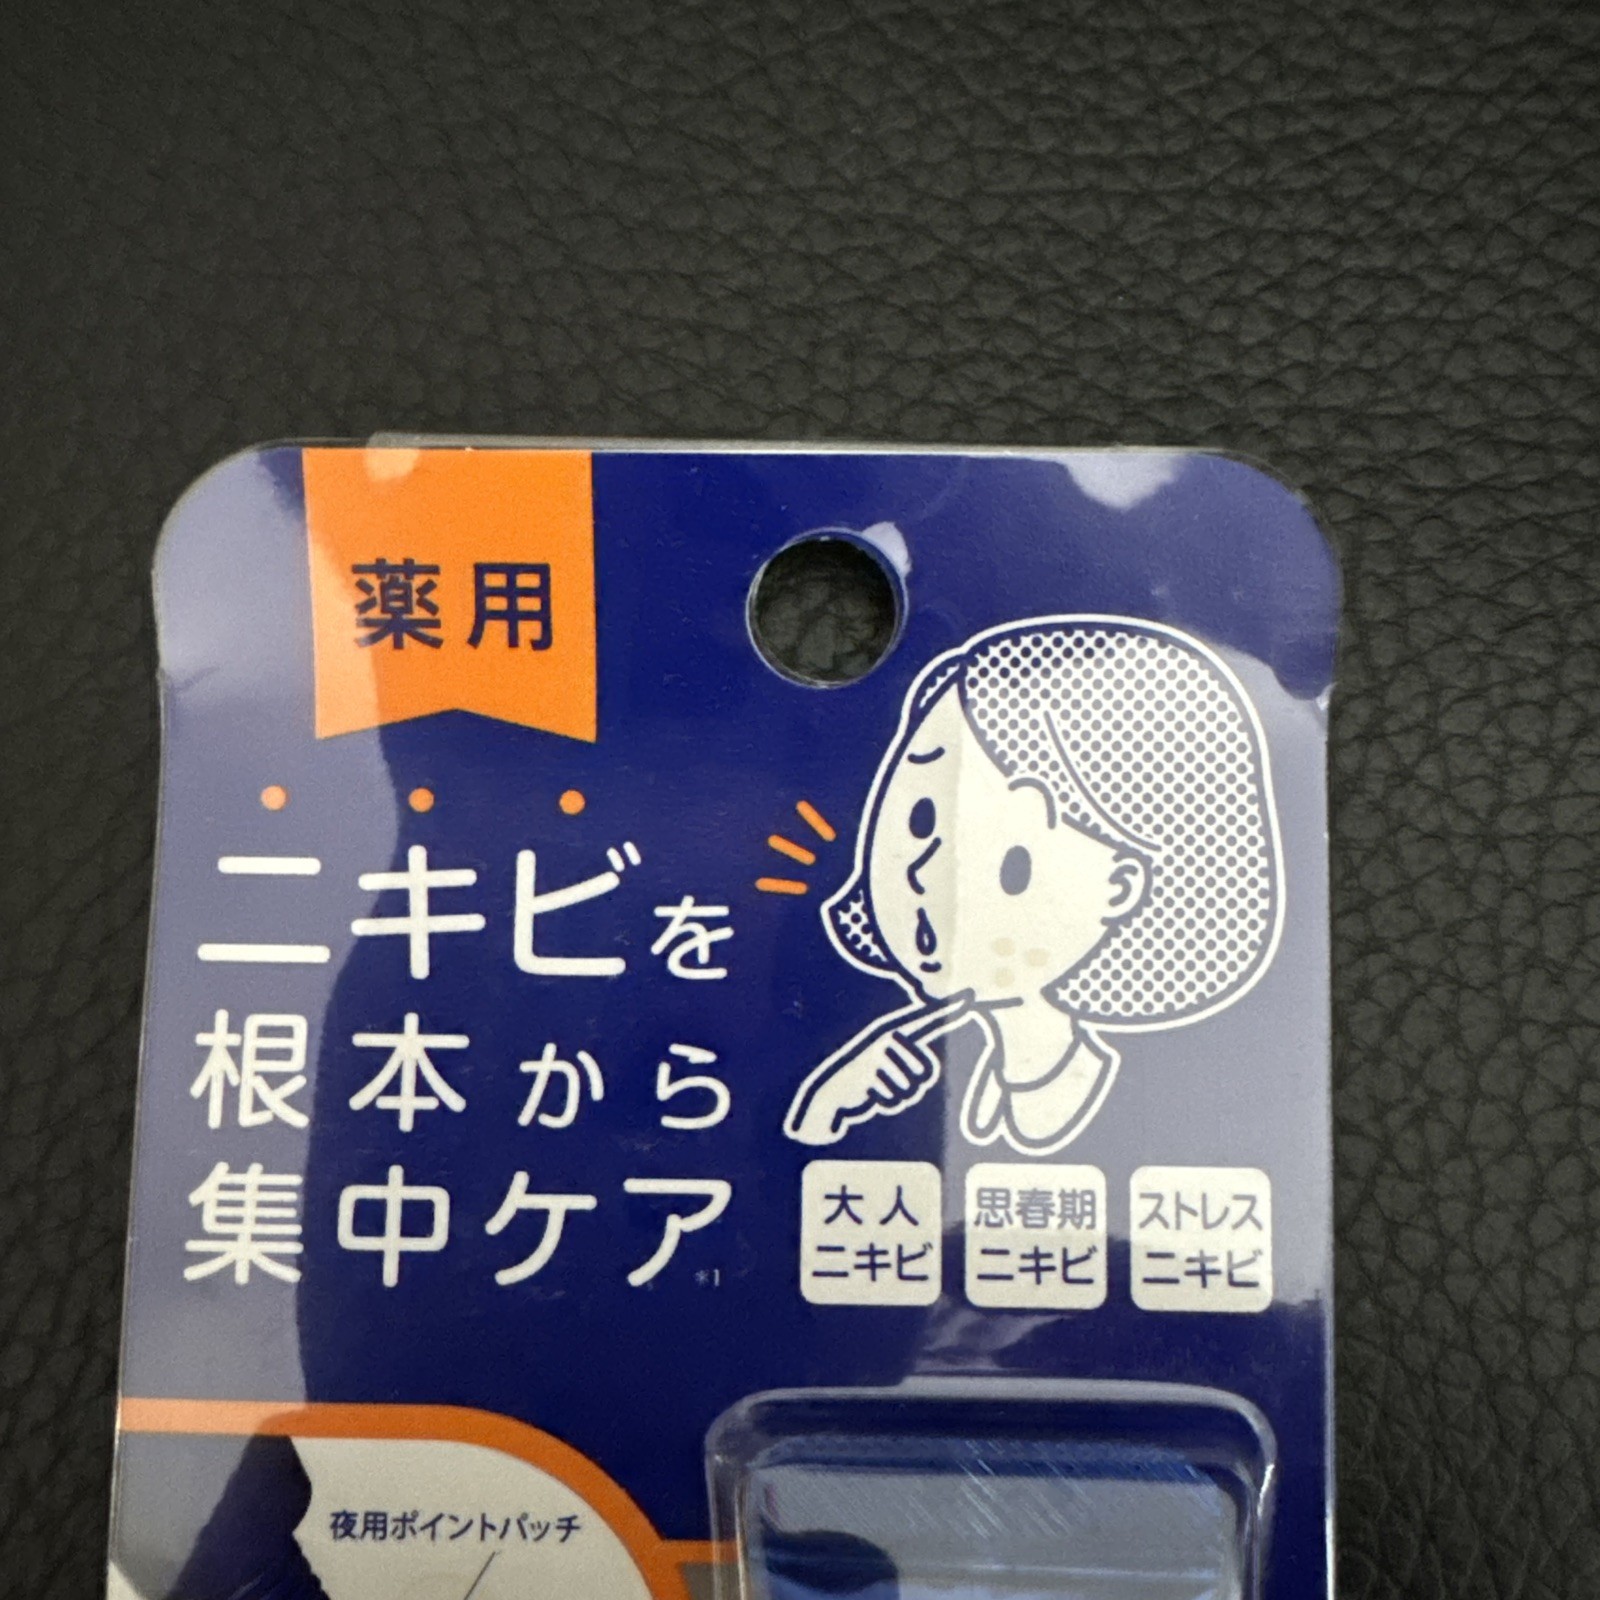 薬用
ニキビを
根本から
集中ケア
*1
大人
ニキビ
思春期
ニキビ
ストレス
ニキビ
夜用ポイントパッチ